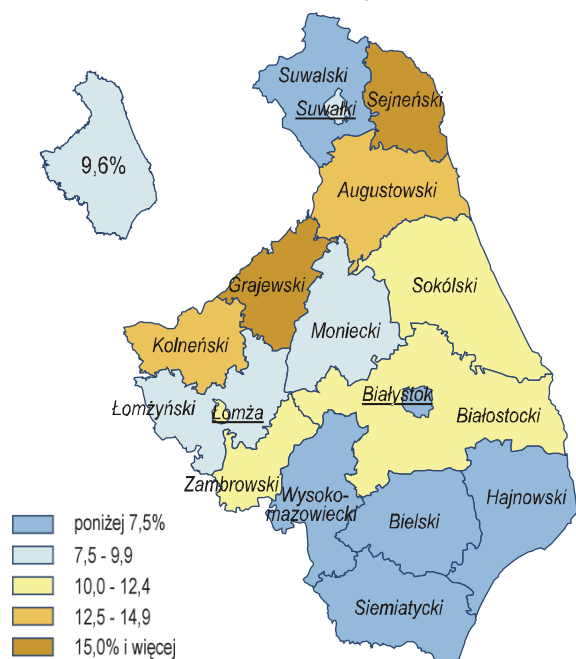 Suwalski
Suwałki
Sejneński
9,6%
Augustowski
Sokólski
Grajewski
Moniecki
Kolneński
Łomżyński
Łomża
Białystok
Białostocki
Zambrowski
Wysoko-
mazowiecki
Hajnowski
Bielski
Siemiatycki
poniżej 7,5%
7,5 - 9,9
10,0 - 12,4
12,5 - 14,9
15,0% i więcej